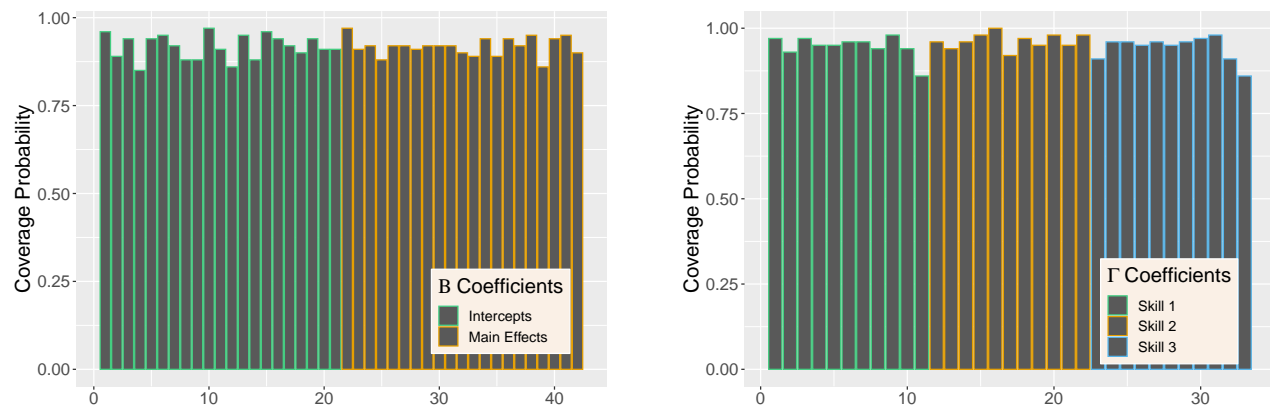 1.00
0.75
0.50
0.25
0.00
Coverage Probability
Β Coefficients
Intercepts
Main Effects
0
10
20
30
40
1.00
0.75
0.50
0.25
0.00
Coverage Probability
Γ Coefficients
Skill 1
Skill 2
Skill 3
0
10
20
30